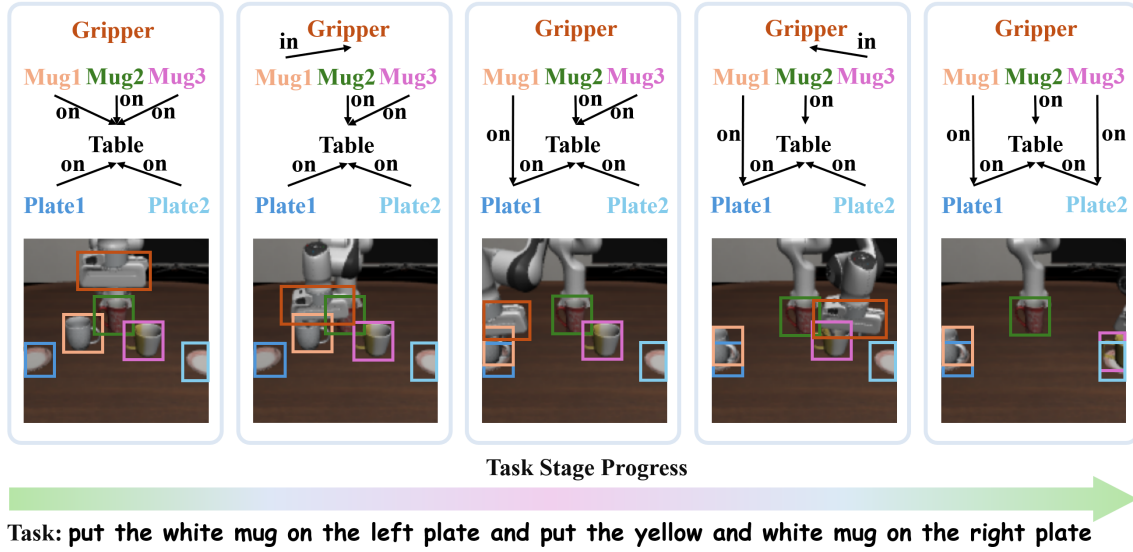 Gripper
Mug1 Mug2 Mug3
on on on
Table
on on
Plate1 Plate2
Gripper
in
Mug1 Mug2 Mug3
on on
Table
on on
Plate1 Plate2
Gripper
Mug1 Mug2 Mug3
on on on
Table
on on
Plate1 Plate2
Gripper
in
Mug1 Mug2 Mug3
on on
Table
on on
Plate1 Plate2
Gripper
Mug1 Mug2 Mug3
on on on
Table
on on
Plate1 Plate2
Task Stage Progress
Task: put the white mug on the left plate and put the yellow and white mug on the right plate